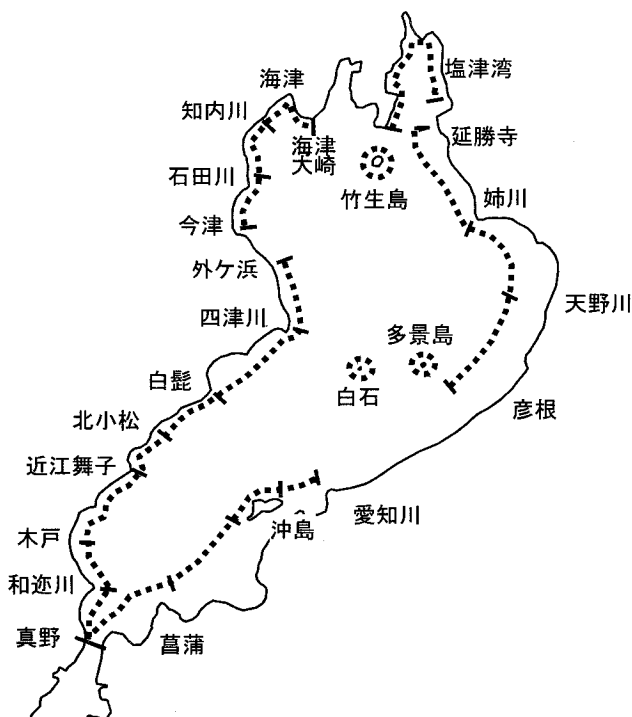 塩津湾
海津
知内川
延勝寺
海津
大崎
石田川
竹生島
姉川
今津
外ケ浜
天野川
四津川
多景島
白髭
白石
彦根
北小松
近江舞子
愛知川
沖島
木戸
和迩川
真野
菖蒲